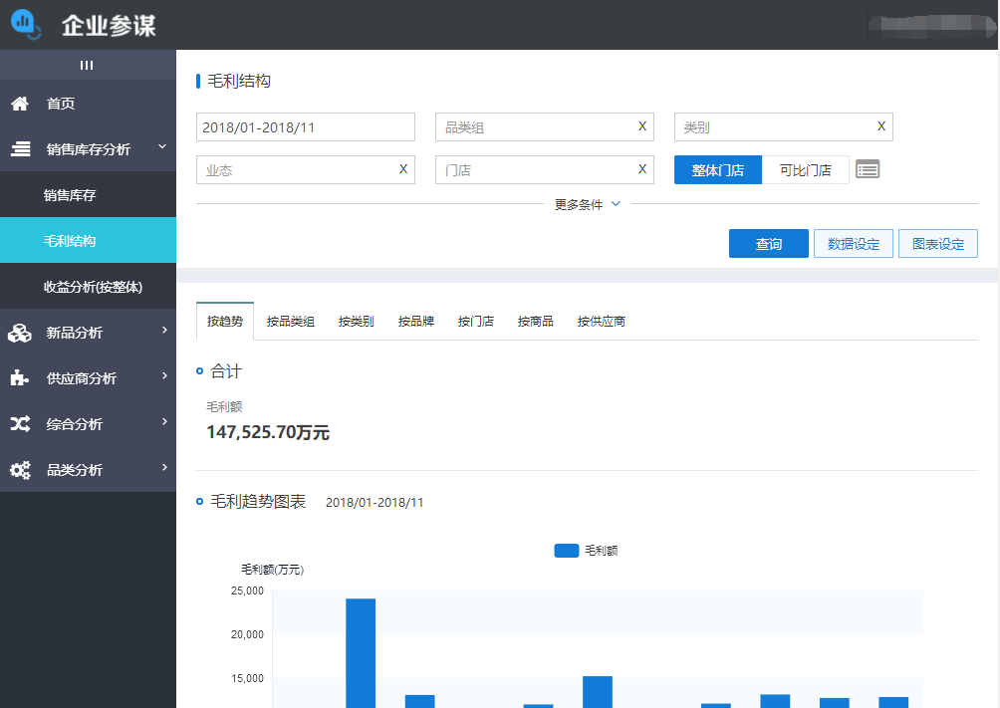 企业参谋
首页
销售库存分析
销售库存
毛利结构
收益分析(按整体)
新品分析
供应商分析
综合分析
品类分析
毛利结构
2018/01-2018/11 品类组 X 类别 X
业态 X 门店 X 整体门店 可比门店
更多条件
查询 数据设定 图表设定
按趋势 按品类组 按类别 按品牌 按门店 按商品 按供应商
合计
毛利额
147,525.70万元
毛利趋势图表 2018/01-2018/11
毛利额
毛利额(万元)
25,000
20,000
15,000